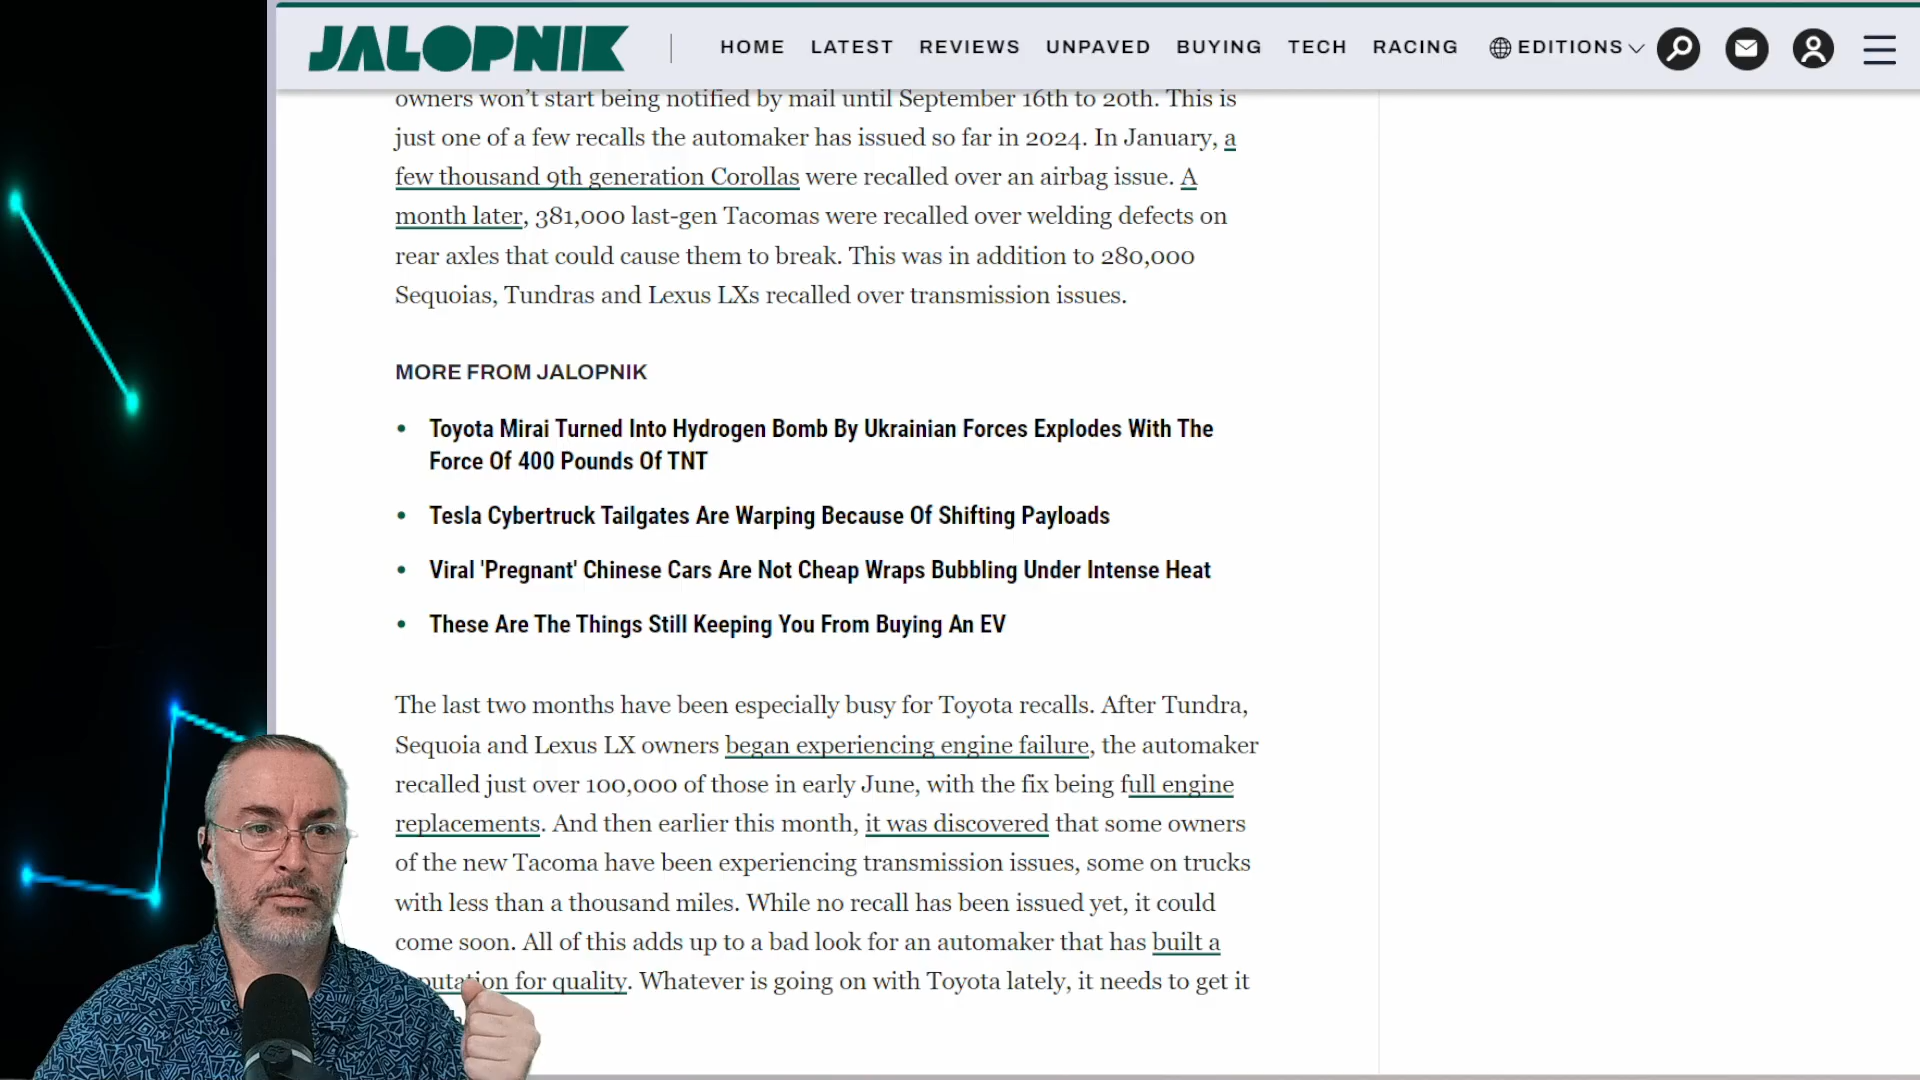 JALOPNIK
HOME LATEST REVIEWS UNPAVED BUYING TECH RACING EDITIONS
owners won’t start being notified by mail until September 16th to 20th. This is
just one of a few recalls the automaker has issued so far in 2024. In January, a
few thousand 9th generation Corollas were recalled over an airbag issue. A
month later, 381,000 last-gen Tacomas were recalled over welding defects on
rear axles that could cause them to break. This was in addition to 280,000
Sequoias, Tundras and Lexus LXs recalled over transmission issues.
MORE FROM JALOPNIK
• Toyota Mirai Turned Into Hydrogen Bomb By Ukrainian Forces Explodes With The
Force Of 400 Pounds Of TNT
• Tesla Cybertruck Tailgates Are Warping Because Of Shifting Payloads
• Viral 'Pregnant' Chinese Cars Are Not Cheap Wraps Bubbling Under Intense Heat
• These Are The Things Still Keeping You From Buying An EV
The last two months have been especially busy for Toyota recalls. After Tundra,
Sequoia and Lexus LX owners began experiencing engine failure, the automaker
recalled just over 100,000 of those in early June, with the fix being full engine
replacements. And then earlier this month, it was discovered that some owners
of the new Tacoma have been experiencing transmission issues, some on trucks
with less than a thousand miles. While no recall has been issued yet, it could
come soon. All of this adds up to a bad look for an automaker that has built a
for quality. Whatever is going on with Toyota lately, it needs to get it